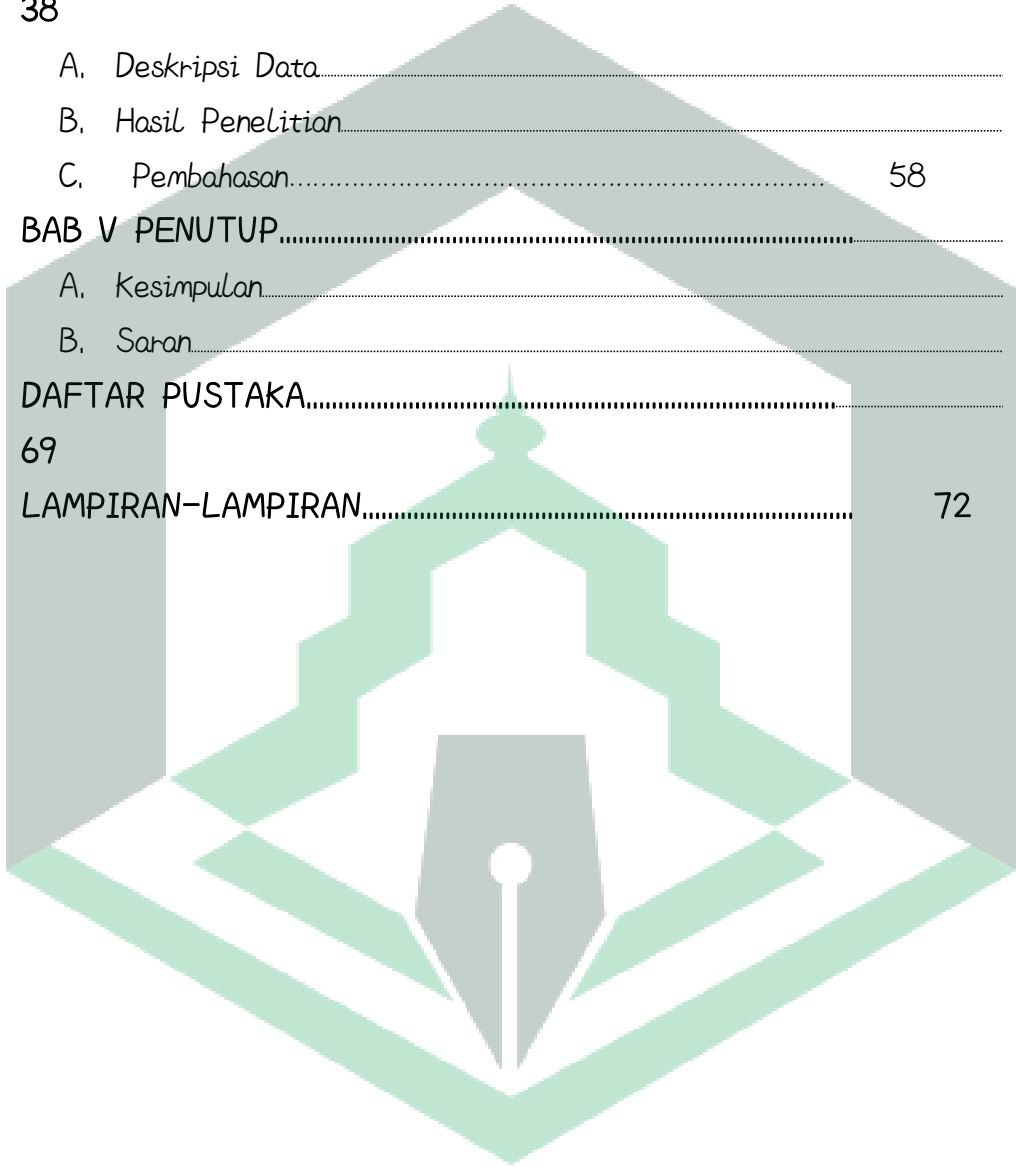 38
A. Deskripsi Data
B. Hasil Penelitian
C. Pembahasan 58
BAB V PENUTUP
A. Kesimpulan
B. Saran
DAFTAR PUSTAKA
69
LAMPIRAN-LAMPIRAN 72